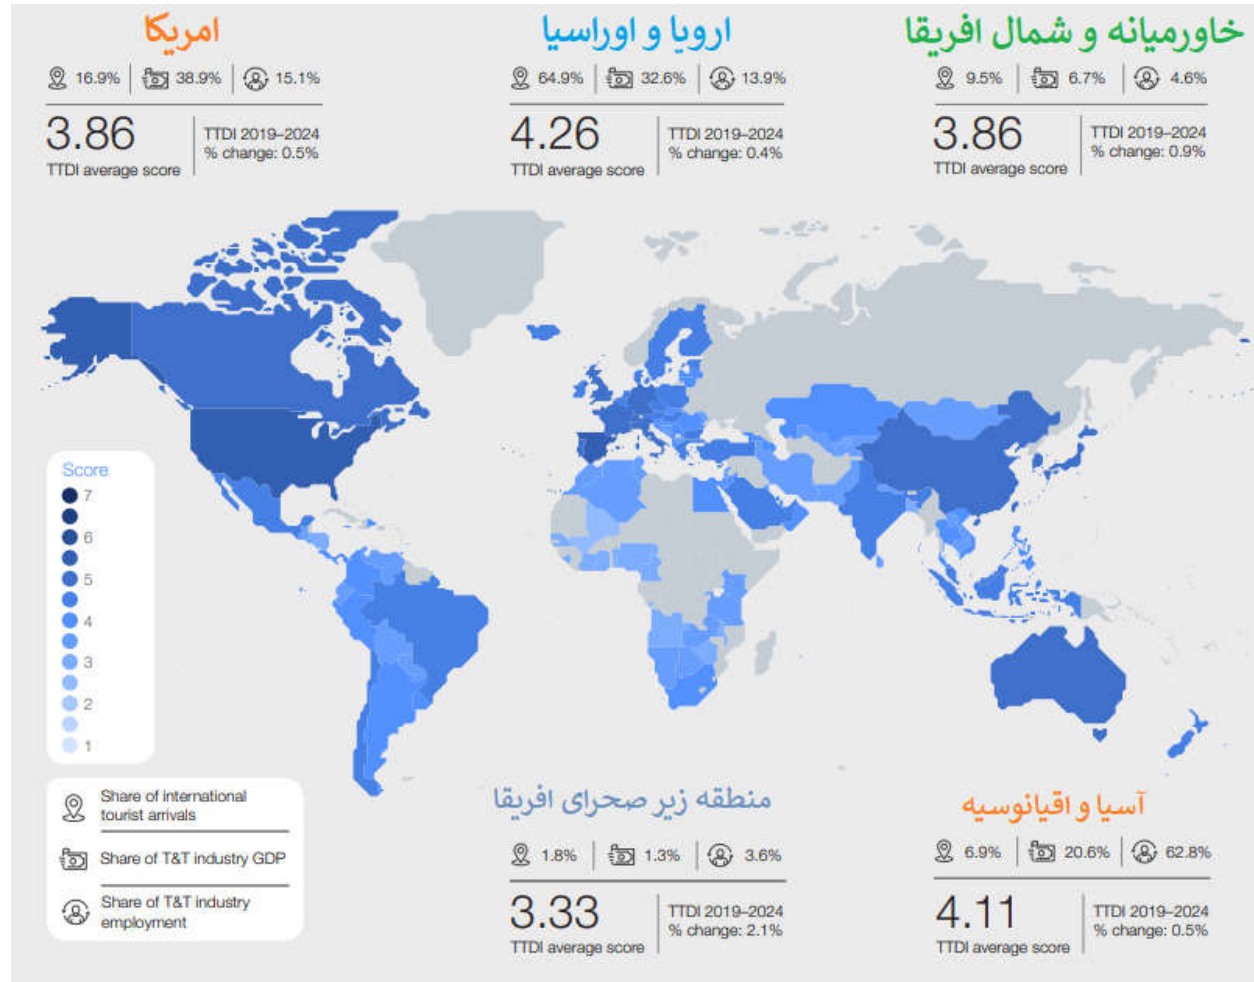 امریکا
16.9% 38.9% 15.1%
3.86
TTDI average score
TTDI 2019–2024
% change: 0.5%
اروپا و اوراسیا
64.9% 32.6% 13.9%
4.26
TTDI average score
TTDI 2019–2024
% change: 0.4%
خاورمیانه و شمال افریقا
9.5% 6.7% 4.6%
3.86
TTDI average score
TTDI 2019–2024
% change: 0.9%
Score
7
6
5
4
3
2
1
Share of international
tourist arrivals
Share of T&T industry GDP
Share of T&T industry
employment
منطقه زیر صحرای افریقا
1.8% 1.3% 3.6%
3.33
TTDI average score
TTDI 2019–2024
% change: 2.1%
آسیا و اقیانوسیه
6.9% 20.6% 62.8%
4.11
TTDI average score
TTDI 2019–2024
% change: 0.5%